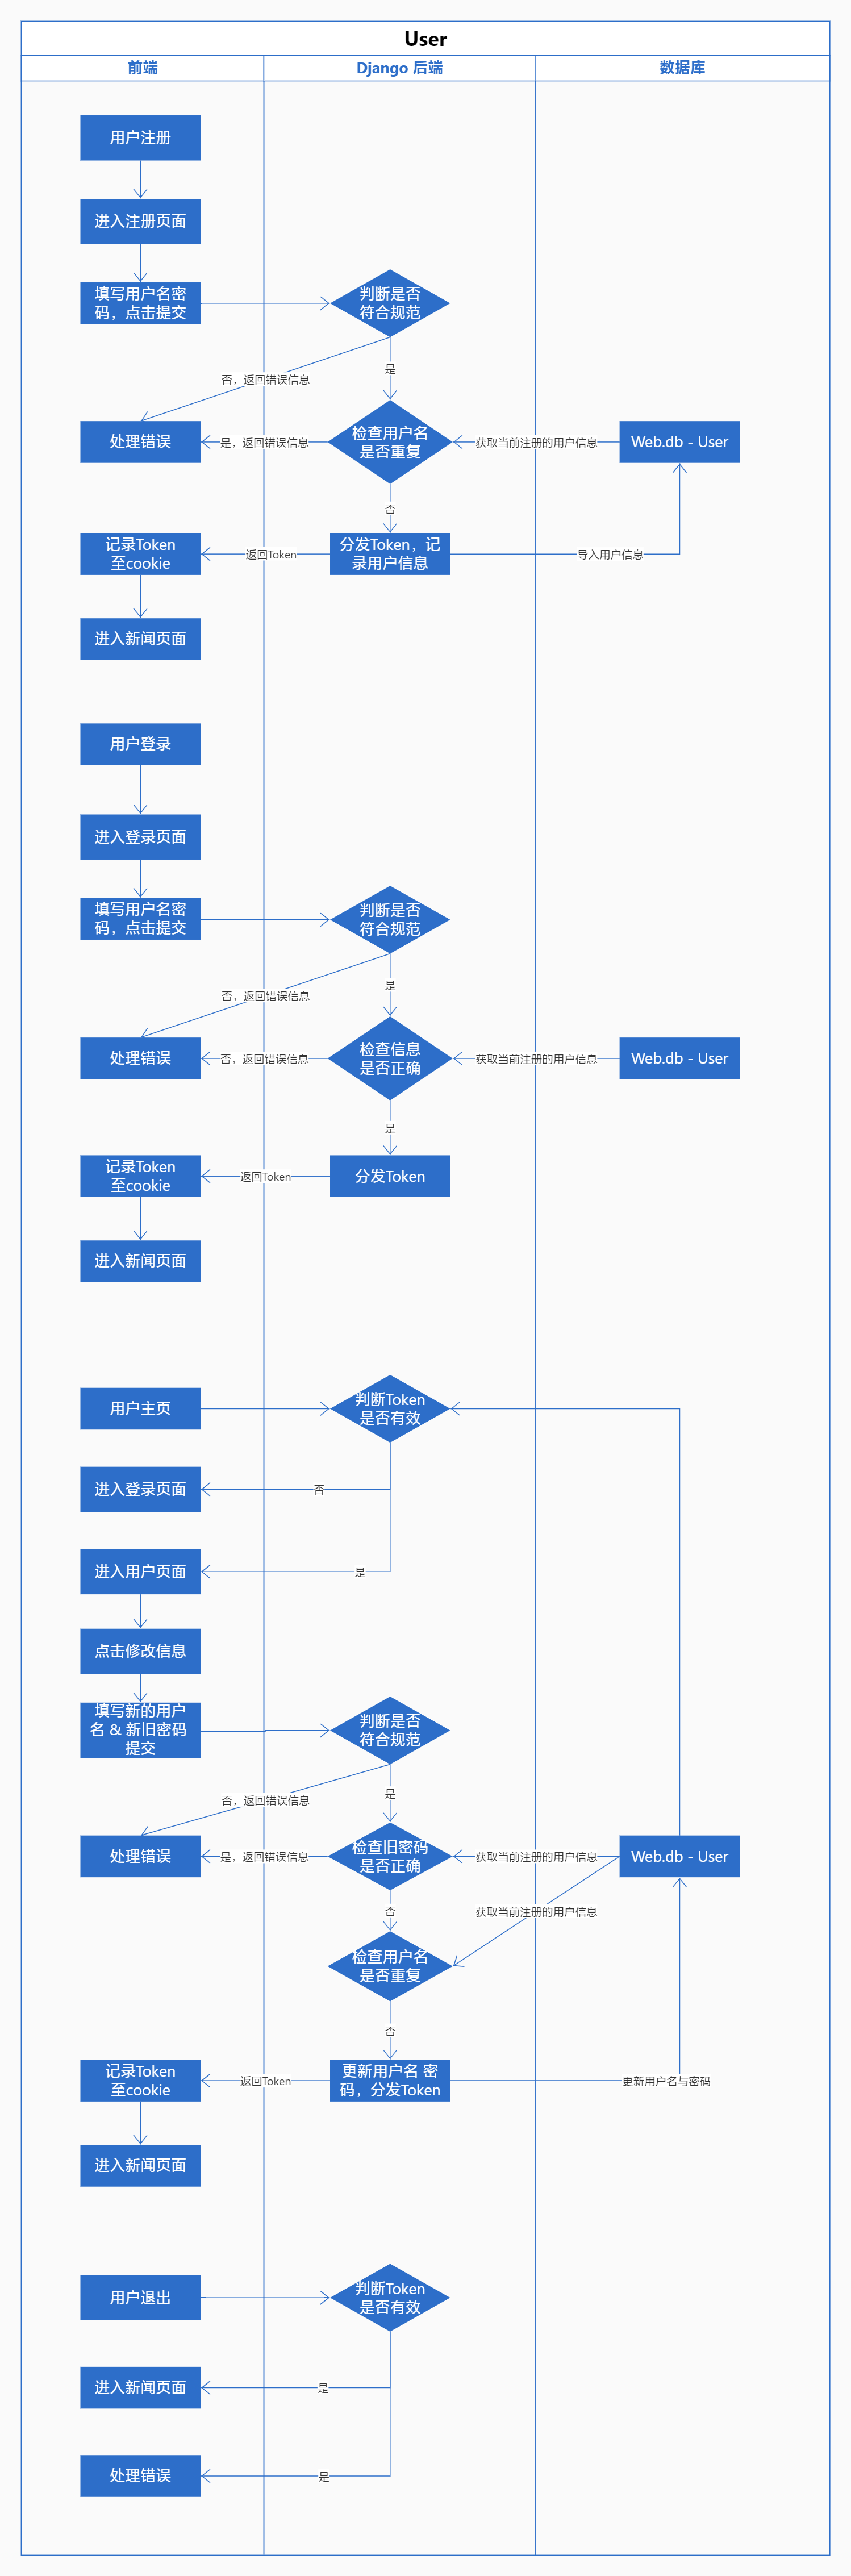 User
前端
Django 后端
数据库
用户注册
进入注册页面
填写用户名密
码，点击提交
判断是否
符合规范
否，返回错误信息
是
处理错误
是，返回错误信息
检查用户名
是否重复
获取当前注册的用户信息
Web.db - User
否
记录Token
至cookie
返回Token
分发Token，记
录用户信息
导入用户信息
进入新闻页面
用户登录
进入登录页面
填写用户名密
码，点击提交
判断是否
符合规范
否，返回错误信息
是
处理错误
否，返回错误信息
检查信息
是否正确
获取当前注册的用户信息
Web.db - User
是
记录Token
至cookie
返回Token
分发Token
进入新闻页面
用户主页
判断Token
是否有效
进入登录页面
否
进入用户页面
是
点击修改信息
填写新的用户
名 & 新旧密码
提交
判断是否
符合规范
否，返回错误信息
是
处理错误
是，返回错误信息
检查旧密码
是否正确
获取当前注册的用户信息
Web.db - User
否
获取当前注册的用户信息
检查用户名
是否重复
否
记录Token
至cookie
返回Token
更新用户名 密
码，分发Token
更新用户名与密码
进入新闻页面
用户退出
判断Token
是否有效
进入新闻页面
是
处理错误
是